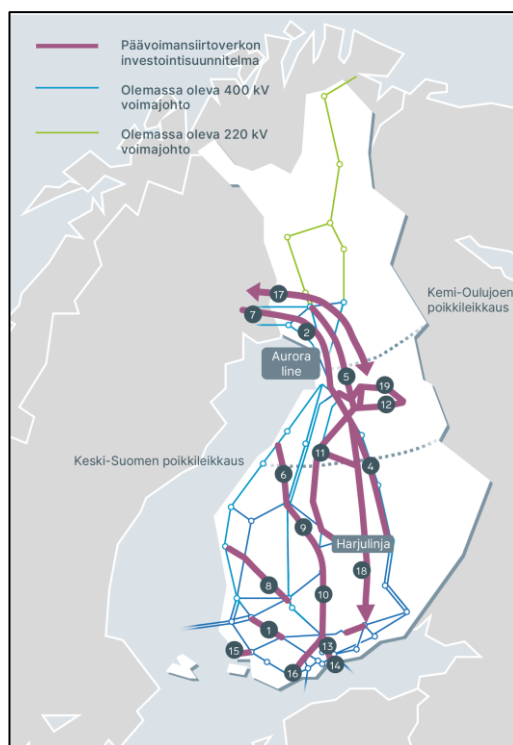 Päävoimansiirtoverkon
investointisuunnitelma
Olemassa oleva 400 kV
voimajohto
Olemassa oleva 220 kV
voimajohto
17
7
2
Kemi-Oulujoen
poikkileikkaus
Aurora
line
5
19
12
11
Keski-Suomen poikkileikkaus
4
6
9
Harjulinja
8
18
10
1
13
15
14
16